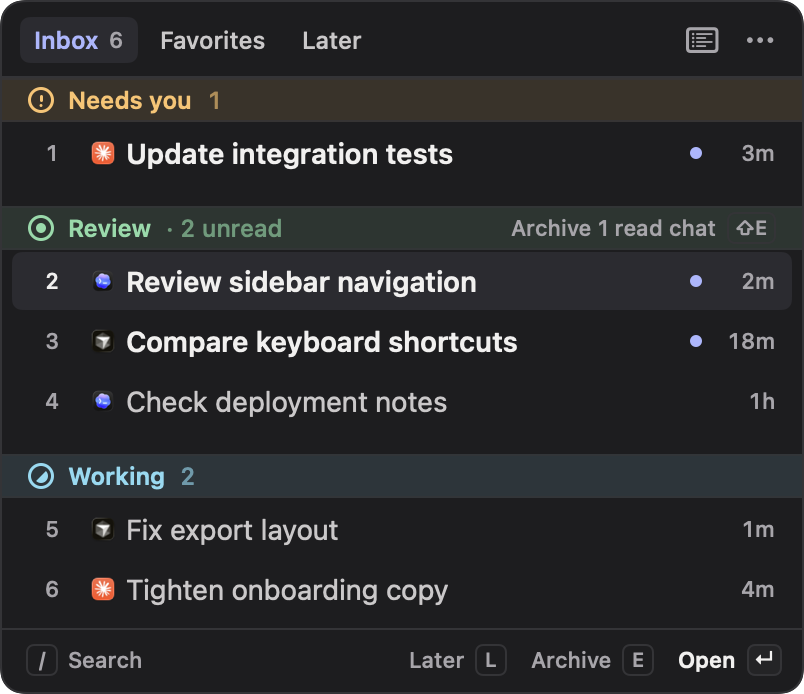 Inbox 6 Favorites Later
Needs you 1
1 Update integration tests 3m
Review · 2 unread Archive 1 read chat ⇧E
2 Review sidebar navigation 2m
3 Compare keyboard shortcuts 18m
4 Check deployment notes 1h
Working 2
5 Fix export layout 1m
6 Tighten onboarding copy 4m
/ Search Later L Archive E Open ↵